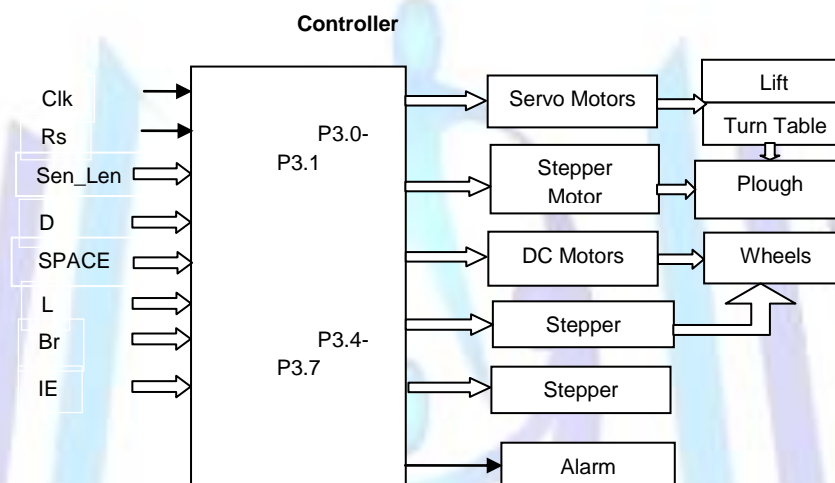 Controller
Clk
Rs
Sen_Len
D
SPACE
L
Br
IE
P3.0-
P3.1
P3.4-
P3.7
Servo Motors
Lift
Turn Table
Stepper
Motor
Plough
DC Motors
Wheels
Stepper
Stepper
Alarm